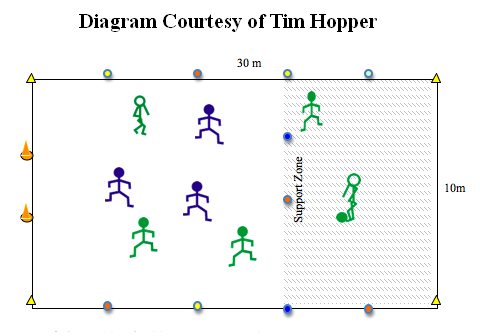 Diagram Courtesy of Tim Hopper
30 m
Support Zone
10m